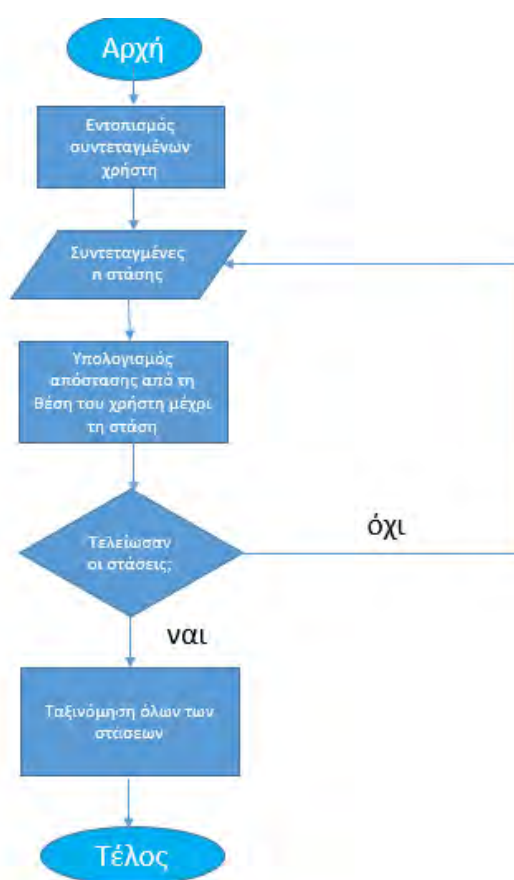 Αρχή
Εντοπισμός
συντεταγμένων
χρήστη
Συντεταγμένες
n στάσης
Υπολογισμός
απόστασης από τη
θέση του χρήστη μέχρι
τη στάση
Τελείωσαν
οι στάσεις;
όχι
ναι
Ταξινόμηση όλων των
στάσεων
Τέλος